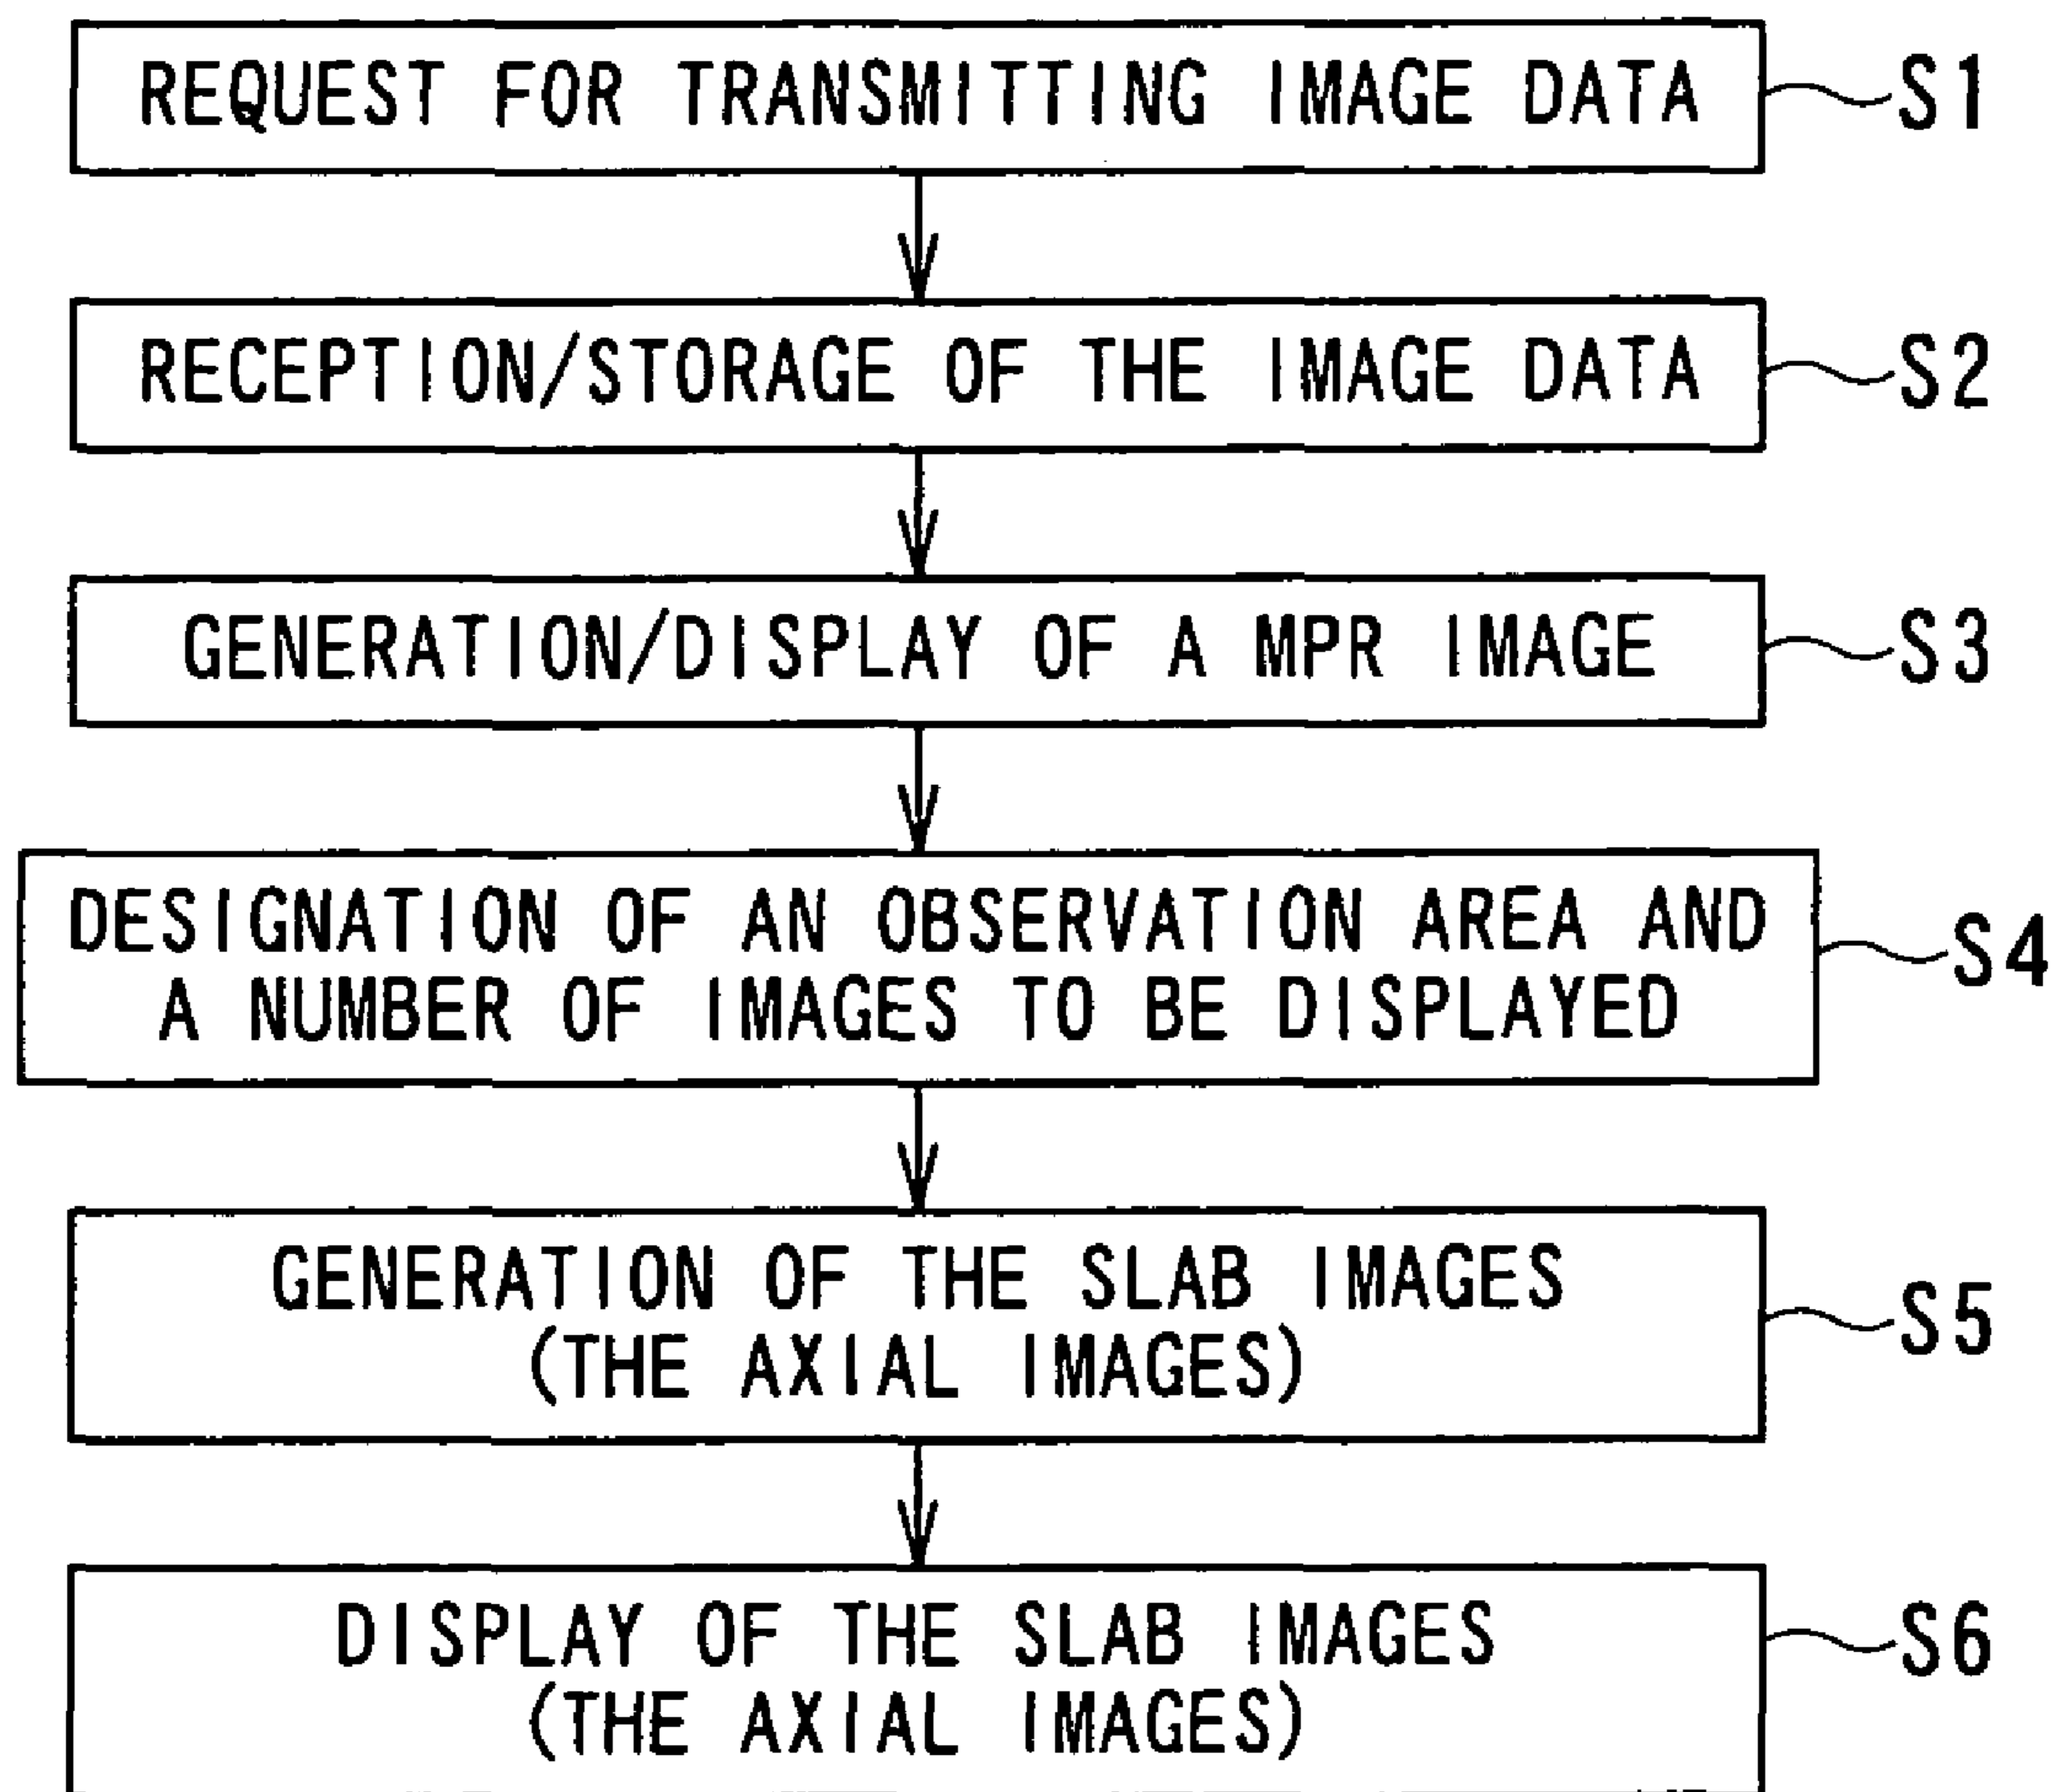 REQUEST FOR TRANSMITTING IMAGE DATA
S1
RECEPTION/STORAGE OF THE IMAGE DATA
S2
GENERATION/DISPLAY OF A MPR IMAGE
S3
DESIGNATION OF AN OBSERVATION AREA AND
A NUMBER OF IMAGES TO BE DISPLAYED
S4
GENERATION OF THE SLAB IMAGES
(THE AXIAL IMAGES)
S5
DISPLAY OF THE SLAB IMAGES
(THE AXIAL IMAGES)
S6